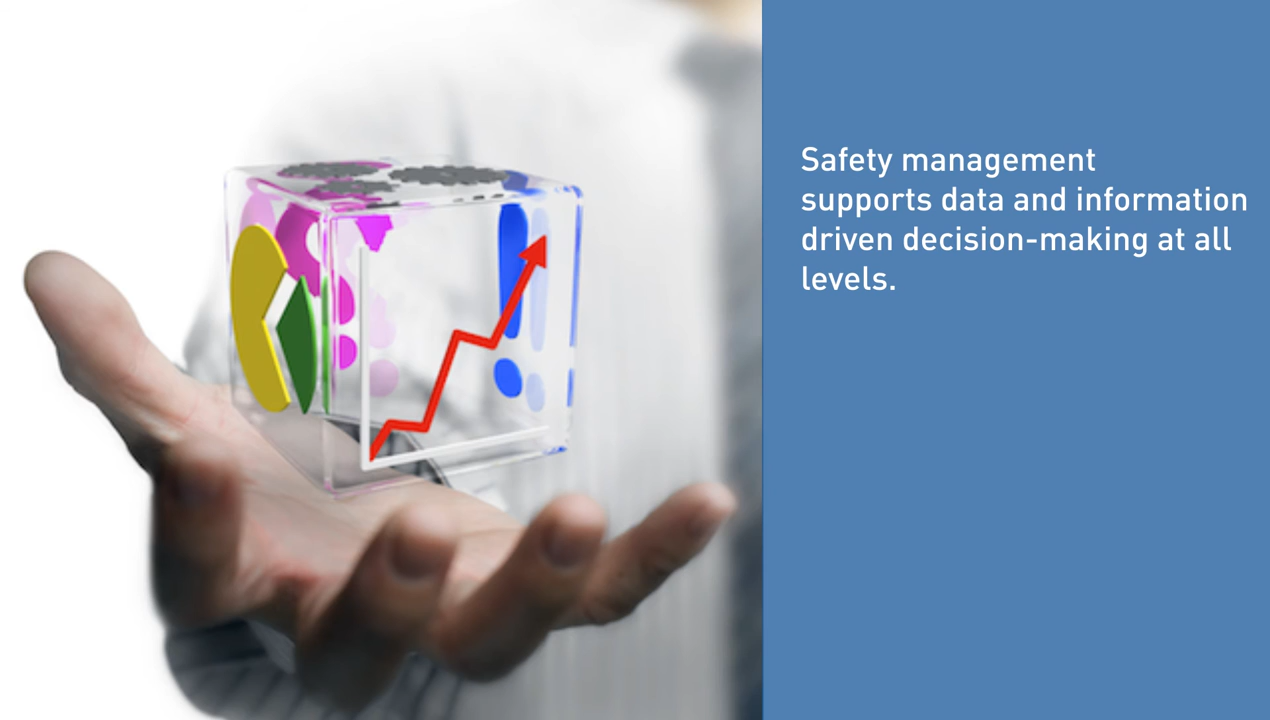 Safety management
supports data and information
driven decision-making at all
levels.